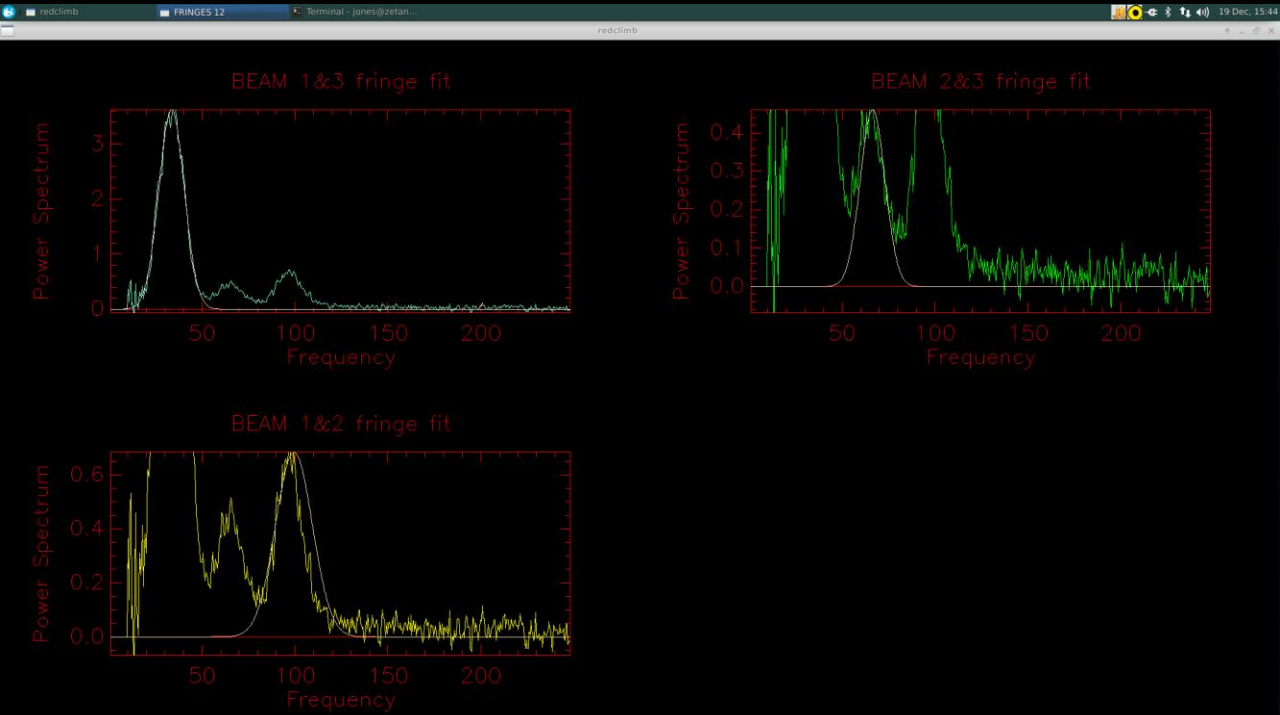 redclimb FRINGES 12 Terminal - jones@zetan... 19 Dec, 15:44
redclimb
BEAM 1&3 fringe fit
Power Spectrum
3
2
1
0
50 100 150 200
Frequency
BEAM 2&3 fringe fit
Power Spectrum
0.4
0.3
0.2
0.1
0.0
50 100 150 200
Frequency
BEAM 1&2 fringe fit
Power Spectrum
0.6
0.4
0.2
0.0
50 100 150 200
Frequency